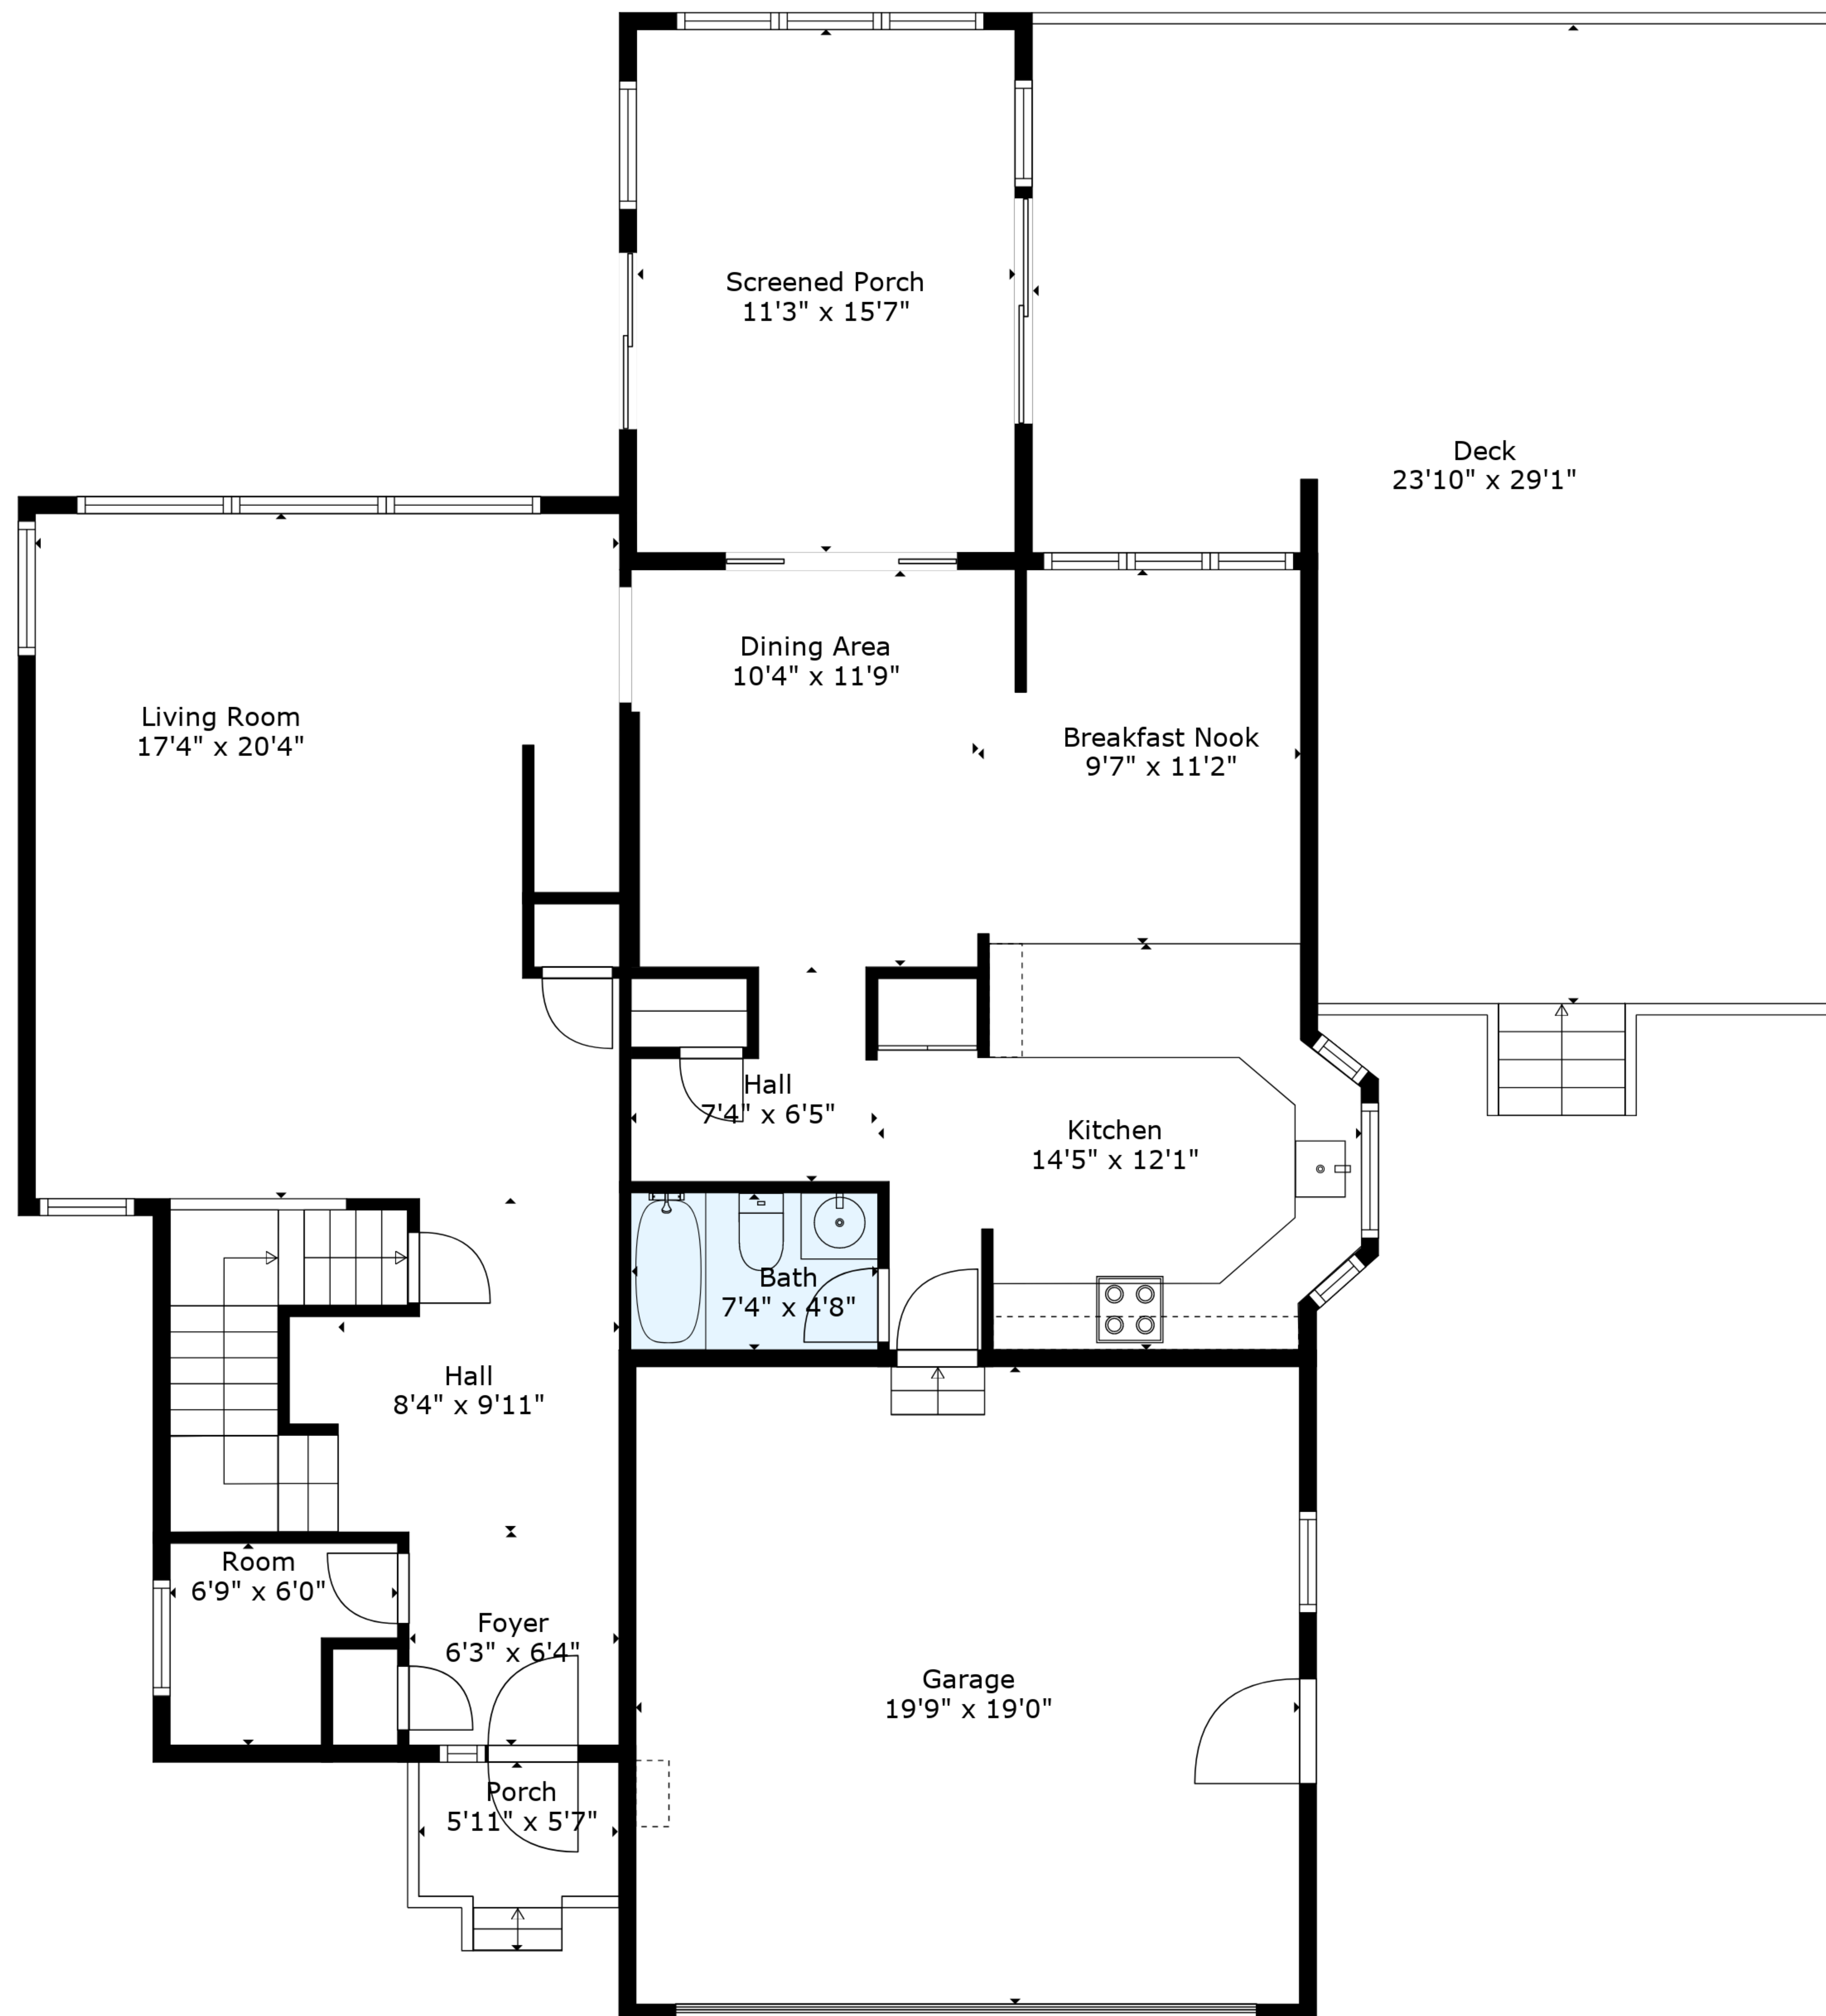 Screened Porch
11'3" x 15'7"
Deck
23'10" x 29'1"
Dining Area
10'4" x 11'9"
Living Room
17'4" x 20'4"
Breakfast Nook
9'7" x 11'2"
Hall
7'4" x 6'5"
Kitchen
14'5" x 12'1"
Bath
7'4" x 4'8"
Hall
8'4" x 9'11"
Room
6'9" x 6'0"
Foyer
6'3" x 6'4"
Garage
19'9" x 19'0"
Porch
5'11" x 5'7"